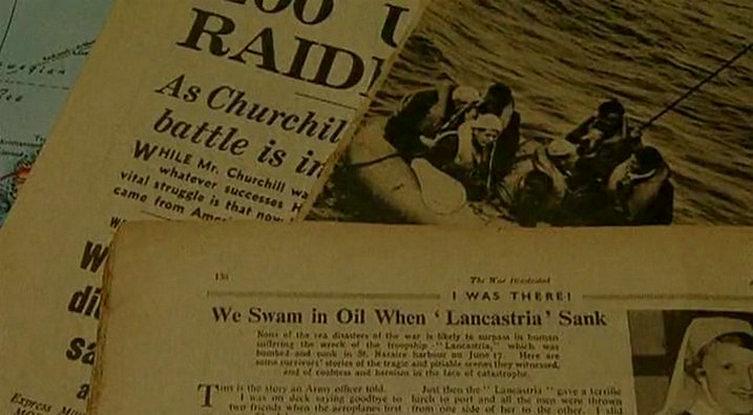 200 U
RAID
As Churchil
battle is in
WHILE Mr. Churchill wa
whatever successes H
vital struggle is that now
came from Amer
W
di
sa
a
Express
136
The War Illustrated
I WAS THERE!
We Swam in Oil When 'Lancastria' Sank
None of the sea disasters of the war is likely to surpass in human
suffering the wreck of the troopship "Lancastria," which was
bombed and sunk in St. Nazaire harbour on June 17. Here are
some survivors' stories of the tragic and pitiable scenes they witnessed,
and of coolness and heroism in the face of catastrophe.
THIS is the story an Army officer told.
I was on deck saying goodbye to
two friends when the aeroplanes first
Just then the "Lancastria" gave a terrific
lurch to port and all the men were thrown
from one side of her to the other. I slid